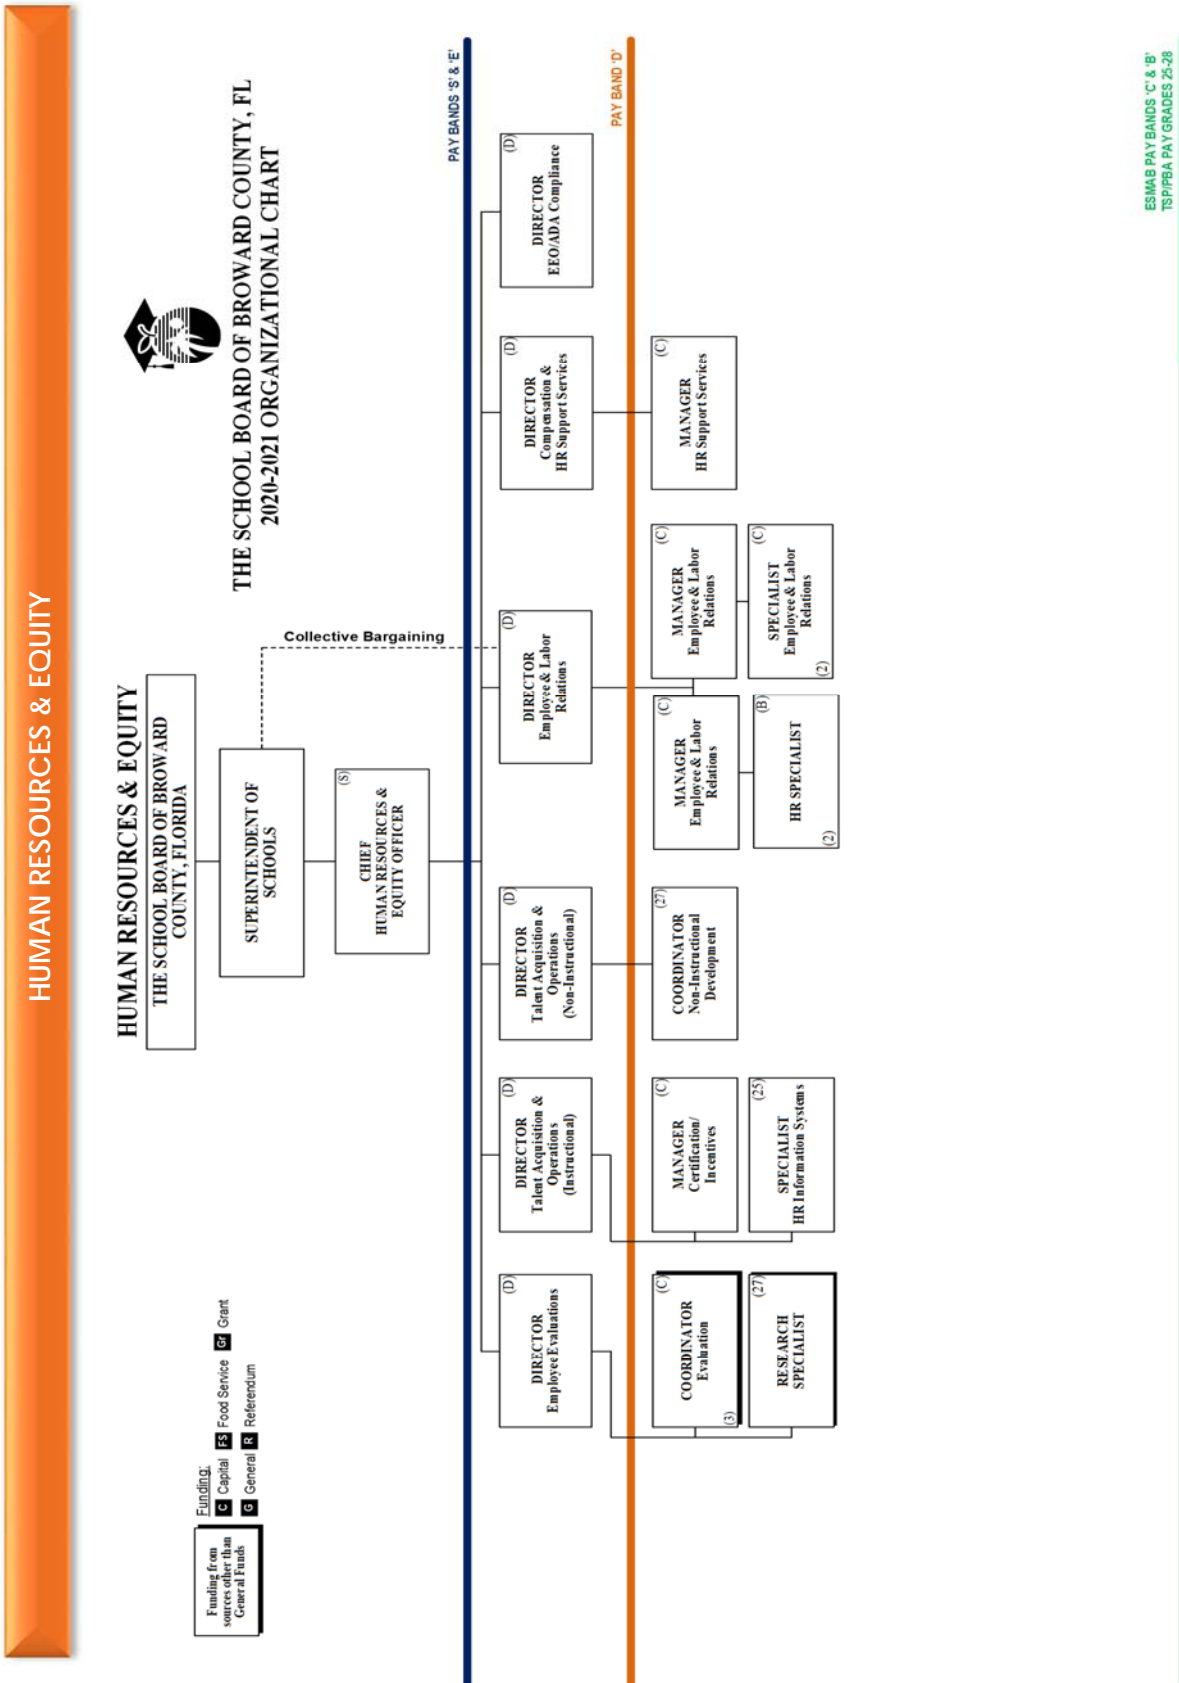 HUMAN RESOURCES & EQUITY
HUMAN RESOURCES & EQUITY
THE SCHOOL BOARD OF BROWARD
COUNTY, FLORIDA
THE SCHOOL BOARD OF BROWARD COUNTY, FL
2020-2021 ORGANIZATIONAL CHART
Funding from
sources other than
General Funds
Funding:
C Capital FS Food Service Gr Grant
G General R Referendum
SUPERINTENDENT OF
SCHOOLS
Collective Bargaining
(S)
CHIEF
HUMAN RESOURCES &
EQUITY OFFICER
PAY BANDS 'S' & 'E'
(D)
DIRECTOR
Employee Evaluations
(D)
DIRECTOR
Talent Acquisition &
Operations
(Instructional)
(D)
DIRECTOR
Talent Acquisition &
Operations
(Non-Instructional)
(D)
DIRECTOR
Employee & Labor
Relations
(D)
DIRECTOR
Compensation &
HR Support Services
(D)
DIRECTOR
EEO/ADA Compliance
PAY BAND 'D'
(C)
COORDINATOR
Evaluation
(3)
(C)
MANAGER
Certification/
Incentives
(27)
COORDINATOR
Non-Instructional
Development
(C)
MANAGER
Employee & Labor
Relations
(C)
MANAGER
Employee & Labor
Relations
(C)
MANAGER
HR Support Services
(27)
RESEARCH
SPECIALIST
(25)
SPECIALIST
HR Information Systems
(B)
HR SPECIALIST
(2)
(C)
SPECIALIST
Employee & Labor
Relations
(2)
ESMAB PAY BANDS 'C' & 'B'
TSP/PBA PAY GRADES 25-28